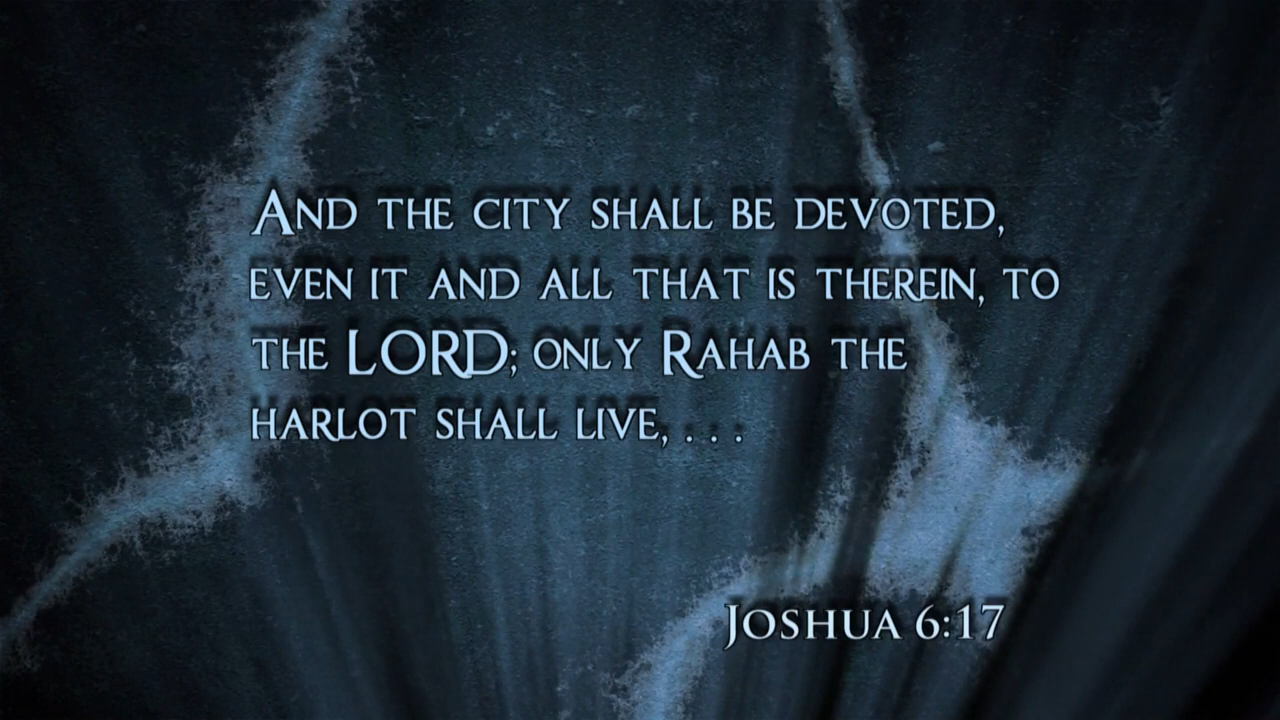 And the city shall be devoted,
even it and all that is therein, to
the LORD; only Rahab the
harlot shall live, . . .
Joshua 6:17